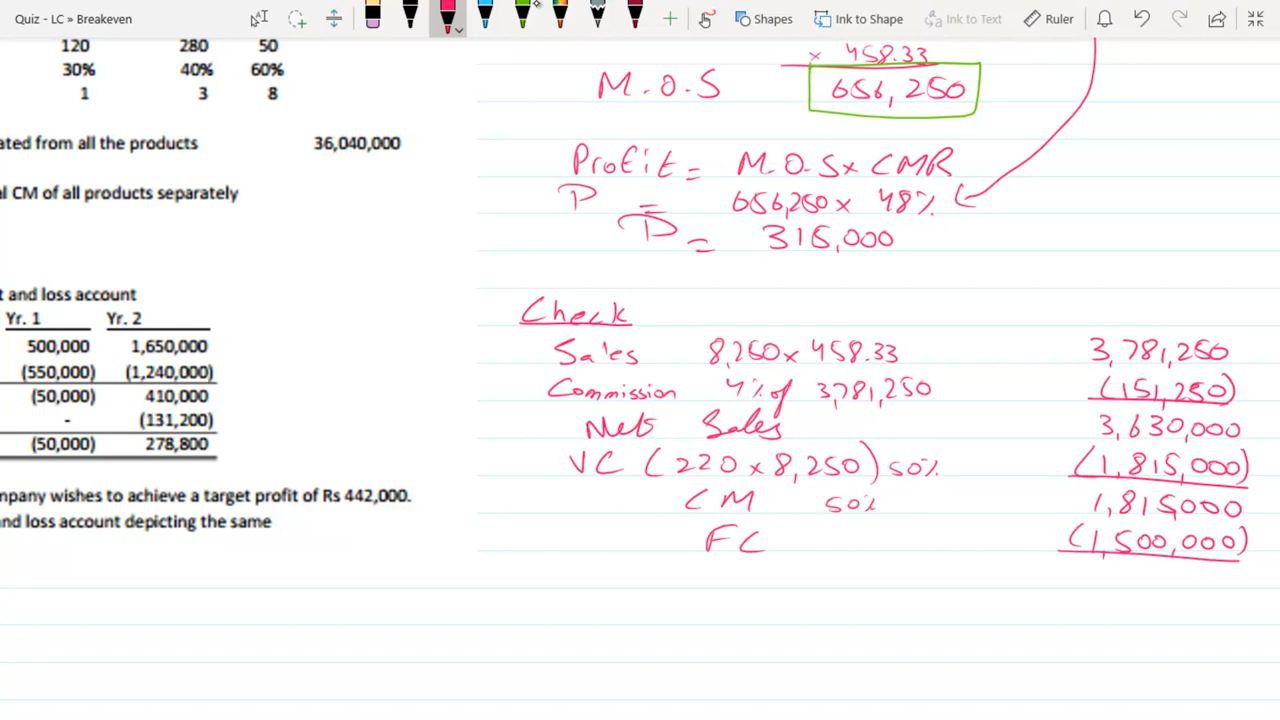 Quiz - LC » Breakeven
Shapes
Ink to Shape
Ink to Text
Ruler
120 280 50
30% 40% 60%
1 3 8
ated from all the products 36,040,000
al CM of all products separately
t and loss account
Yr. 1 Yr. 2
500,000 1,650,000
(550,000) (1,240,000)
(50,000) 410,000
- (131,200)
(50,000) 278,800
mpany wishes to achieve a target profit of Rs 442,000.
and loss account depicting the same
× 458.33
M.O.S 656,250
Profit = M.O.S × CMR
P = 656,250 × 48%
P = 315,000
Check
Sales 8,250 × 458.33 3,781,250
Commission 4% of 3,781,250 (151,250)
Net Sales 3,630,000
VC (220 × 8,250) 50% (1,815,000)
CM 50% 1,815,000
FC (1,500,000)